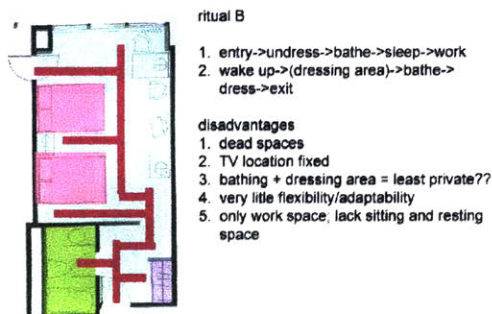 ritual B
1. entry->undress->bathe->sleep->work
2. wake up->(dressing area)->bathe->
dress->exit
disadvantages
1. dead spaces
2. TV location fixed
3. bathing + dressing area = least private??
4. very little flexibility/adaptability
5. only work space; lack sitting and resting
space